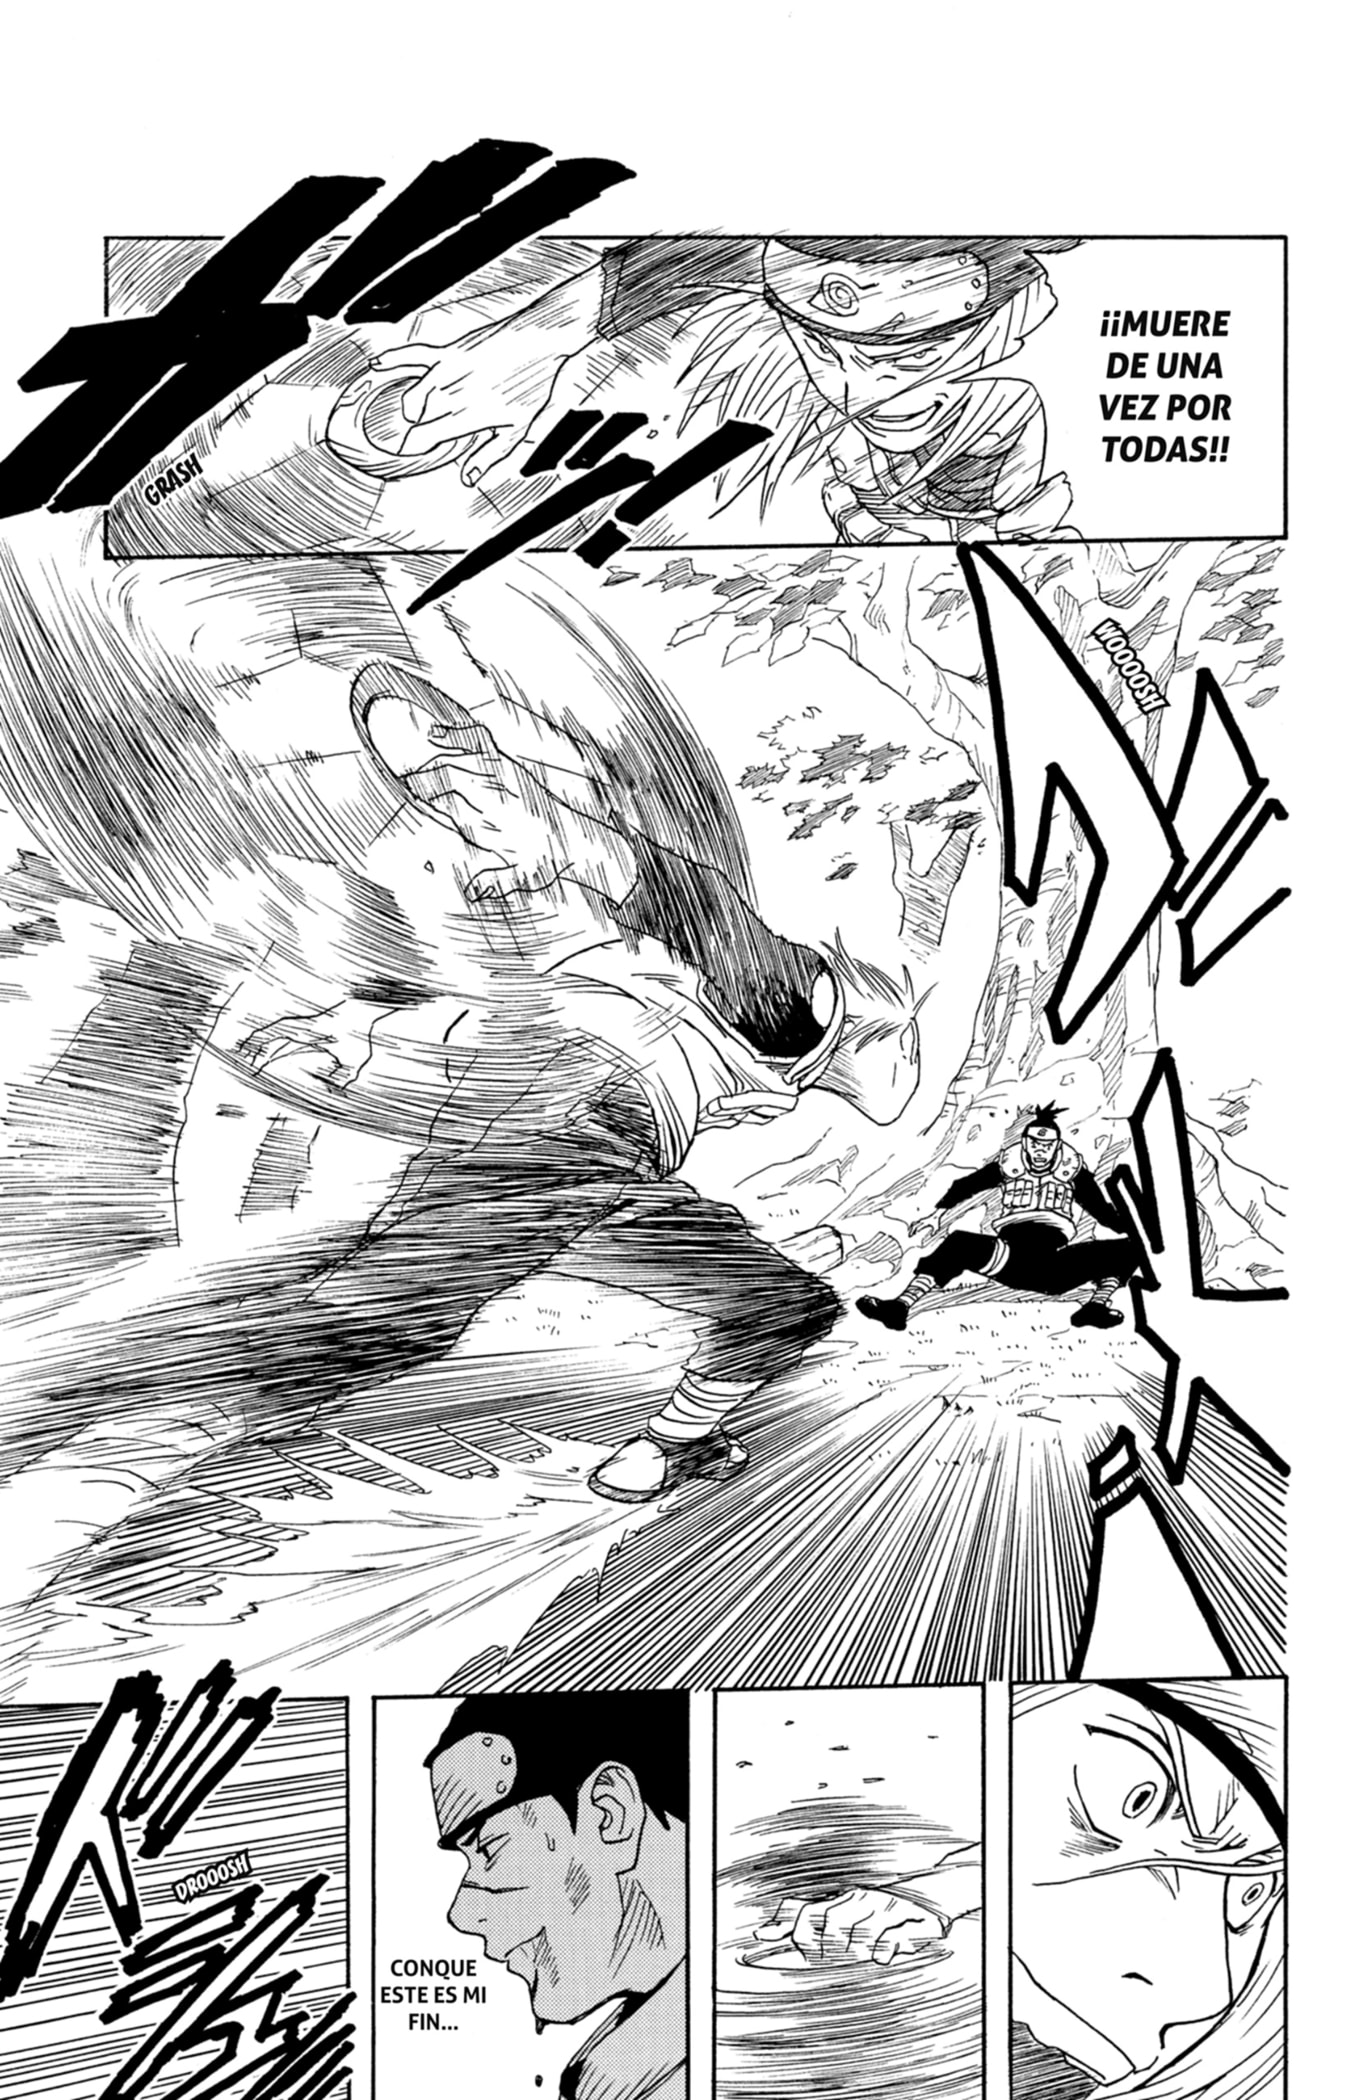 ¡¡MUERE
DE UNA
VEZ POR
TODAS!!
GRASH
WOOOOSH
CONQUE
ESTE ES MI
FIN...
DROOOSH